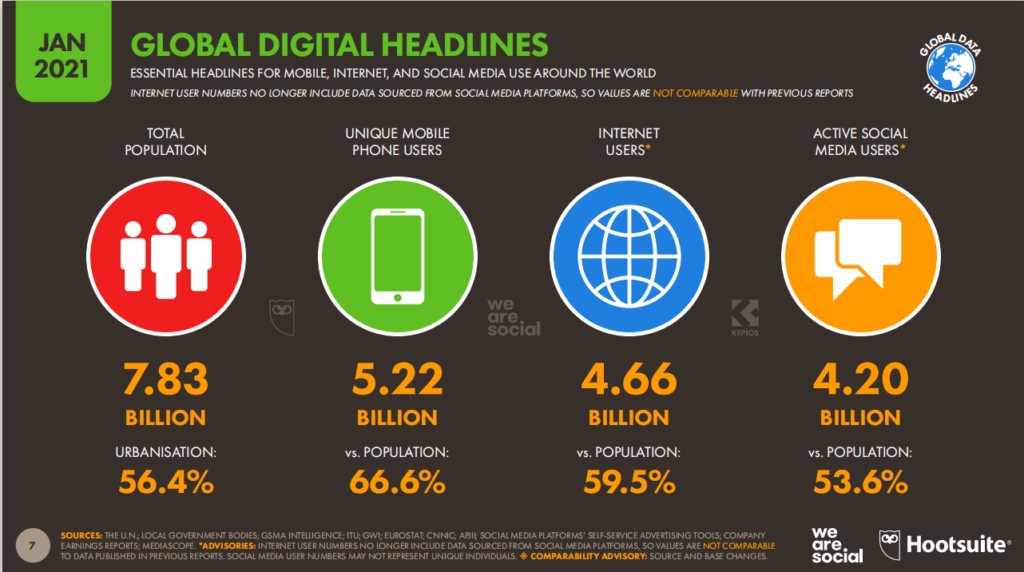 JAN
2021
GLOBAL DIGITAL HEADLINES
ESSENTIAL HEADLINES FOR MOBILE, INTERNET, AND SOCIAL MEDIA USE AROUND THE WORLD
INTERNET USER NUMBERS NO LONGER INCLUDE DATA SOURCED FROM SOCIAL MEDIA PLATFORMS, SO VALUES ARE NOT COMPARABLE WITH PREVIOUS REPORTS
GLOBAL DATA
HEADLINES
TOTAL
POPULATION
UNIQUE MOBILE
PHONE USERS
INTERNET
USERS*
ACTIVE SOCIAL
MEDIA USERS*
we
are
social
KEPIOS
7.83
BILLION
URBANISATION:
56.4%
5.22
BILLION
vs. POPULATION:
66.6%
4.66
BILLION
vs. POPULATION:
59.5%
4.20
BILLION
vs. POPULATION:
53.6%
7
SOURCES: THE U.N.; LOCAL GOVERNMENT BODIES; GSMA INTELLIGENCE; ITU; GWI; EUROSTAT; CNNIC; APJII; SOCIAL MEDIA PLATFORMS' SELF-SERVICE ADVERTISING TOOLS; COMPANY
EARNINGS REPORTS; MEDIASCOPE. *ADVISORIES: INTERNET USER NUMBERS NO LONGER INCLUDE DATA SOURCED FROM SOCIAL MEDIA PLATFORMS, SO VALUES ARE NOT COMPARABLE
TO DATA PUBLISHED IN PREVIOUS REPORTS. SOCIAL MEDIA USER NUMBERS MAY NOT REPRESENT UNIQUE INDIVIDUALS. ❖ COMPARABILITY ADVISORY: SOURCE AND BASE CHANGES.
we
are
social
Hootsuite®